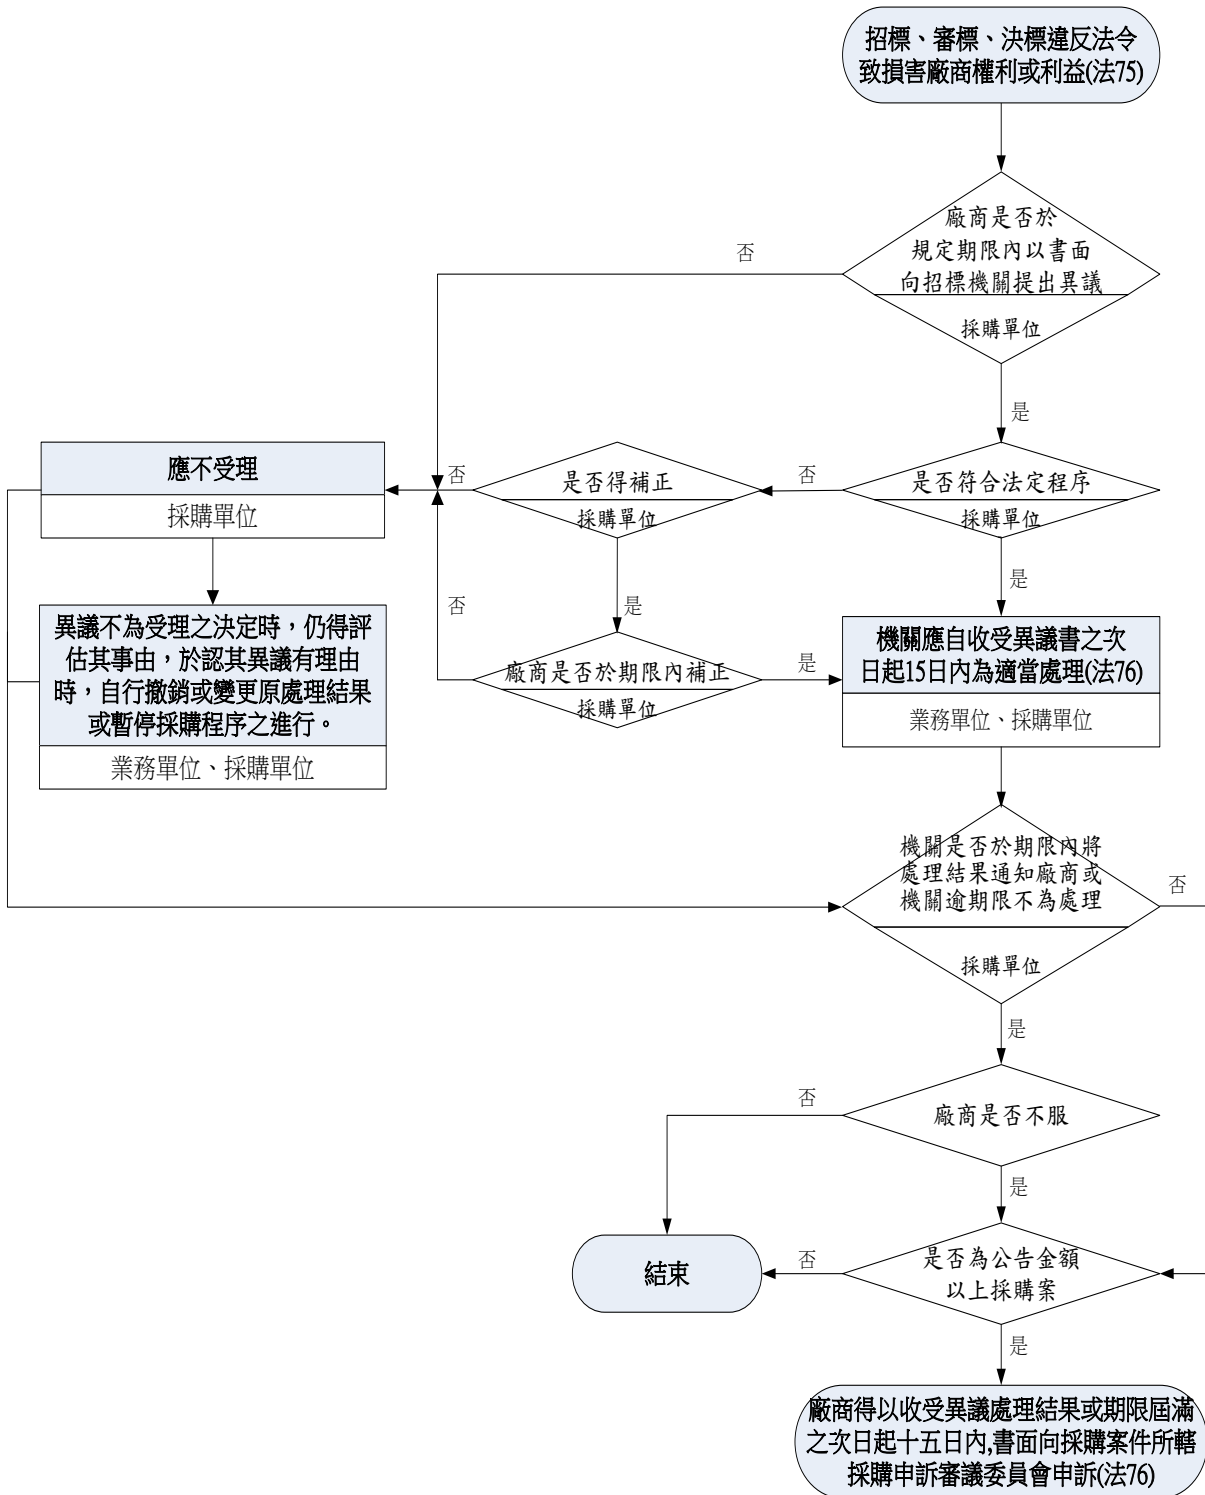 招標、審標、決標違反法令
致損害廠商權利或利益(法75)
廠商是否於
規定期限內以書面
向招標機關提出異議
採購單位
否
是
是否符合法定程序
採購單位
否
是否得補正
採購單位
否
應不受理
採購單位
是
是
否
異議不為受理之決定時，仍得評
估其事由，於認其異議有理由
時，自行撤銷或變更原處理結果
或暫停採購程序之進行。
業務單位、採購單位
廠商是否於期限內補正
採購單位
是
機關應自收受異議書之次
日起15日內為適當處理(法76)
業務單位、採購單位
機關是否於期限內將
處理結果通知廠商或
機關逾期限不為處理
採購單位
否
是
廠商是否不服
否
是
是否為公告金額
以上採購案
否
結束
是
廠商得以收受異議處理結果或期限屆滿
之次日起十五日內,書面向採購案件所轄
採購申訴審議委員會申訴(法76)